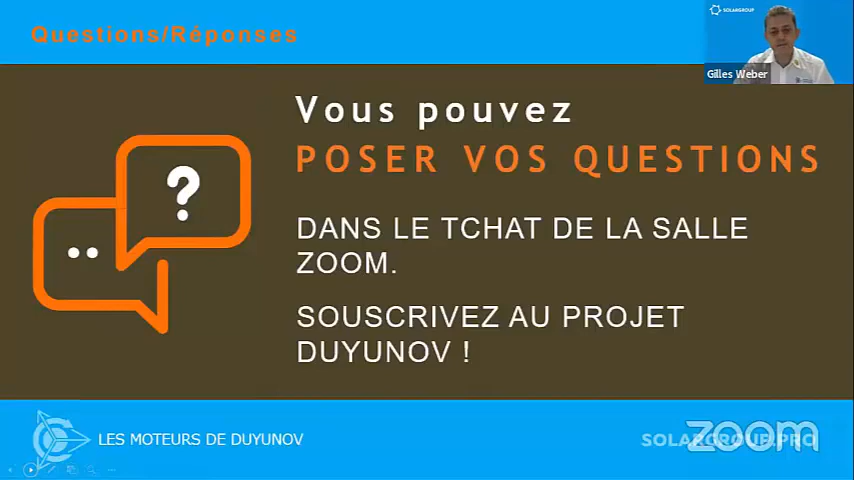 Questions/Réponses
SOLARGROUP
Gilles Weber
Vous pouvez
POSER VOS QUESTIONS
DANS LE TCHAT DE LA SALLE
ZOOM.
SOUSCRIVEZ AU PROJET
DUYUNOV !
LES MOTEURS DE DUYUNOV
SOLARGROUP.PRO
zoom